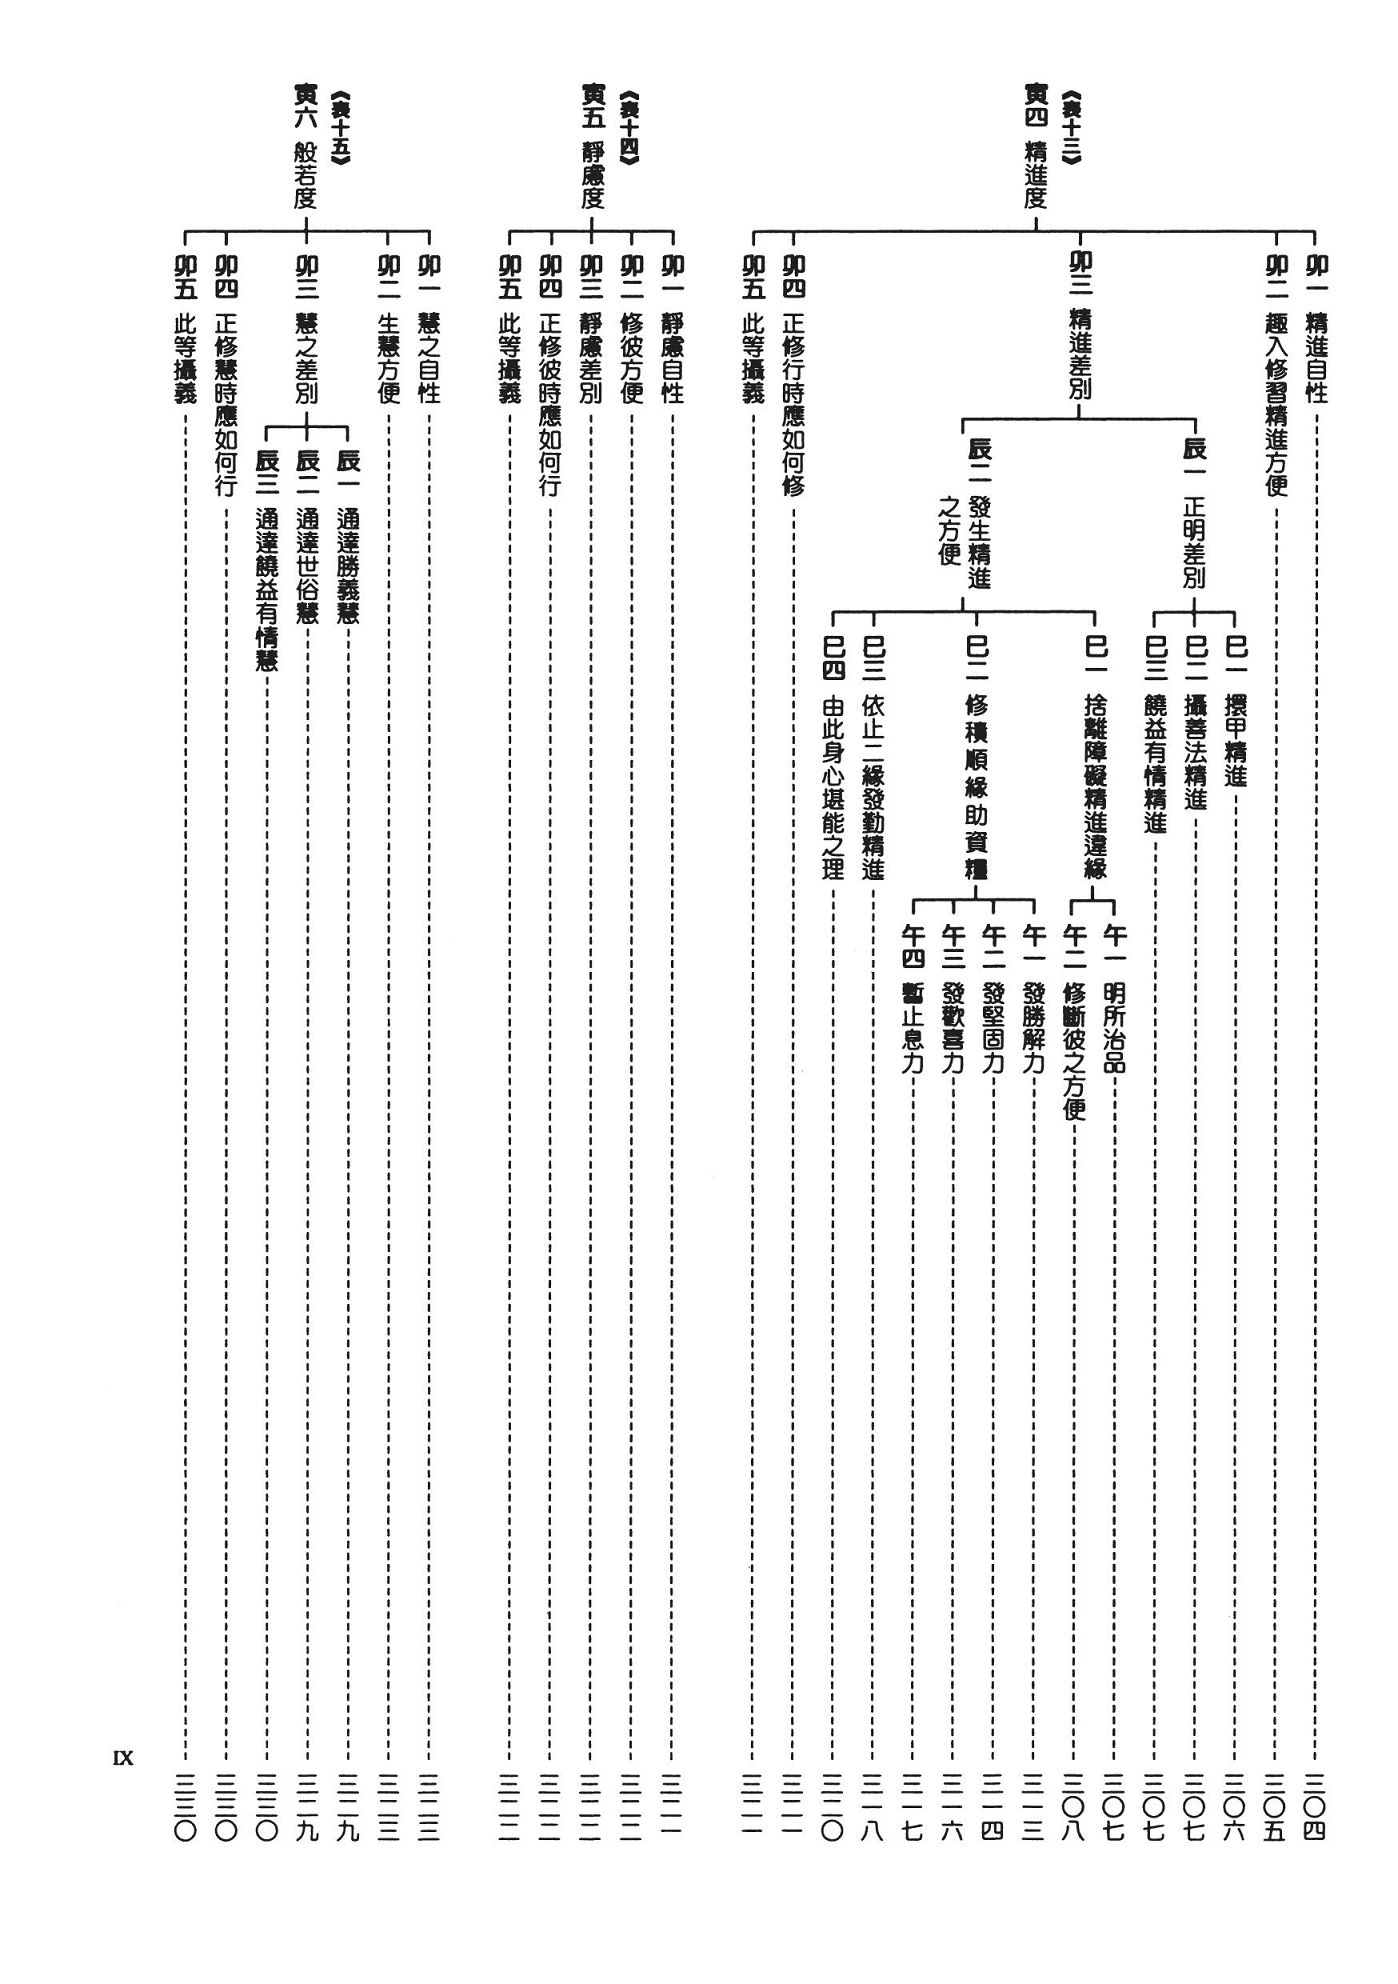 《表十三》
寅四 精進度
卯一 精進自性 三〇四
卯二 趣入修習精進方便 三〇五
卯三 精進差別
辰一 正明差別
巳一 擐甲精進 三〇六
巳二 攝善法精進 三〇七
巳三 饒益有情精進 三〇七
辰二 發生精進
之方便
巳一 捨離障礙精進違緣
午一 明所治品 三〇七
午二 修斷彼之方便 三〇八
巳二 修積順緣助資糧
午一 發勝解力 三一三
午二 發堅固力 三一四
午三 發歡喜力 三一六
午四 暫止息力 三一七
巳三 依止二緣發勤精進 三一八
巳四 由此身心堪能之理 三二〇
卯四 正修行時應如何修 三二一
卯五 此等攝義 三二一
《表十四》
寅五 靜慮度
卯一 靜慮自性 三二一
卯二 修彼方便 三二二
卯三 靜慮差別 三二二
卯四 正修彼時應如何行 三二二
卯五 此等攝義 三二二
《表十五》
寅六 般若度
卯一 慧之自性 三二三
卯二 生慧方便 三二三
卯三 慧之差別
辰一 通達勝義慧 三二九
辰二 通達世俗慧 三二九
辰三 通達饒益有情慧 三三〇
卯四 正修慧時應如何行 三三〇
卯五 此等攝義 三三〇
IX